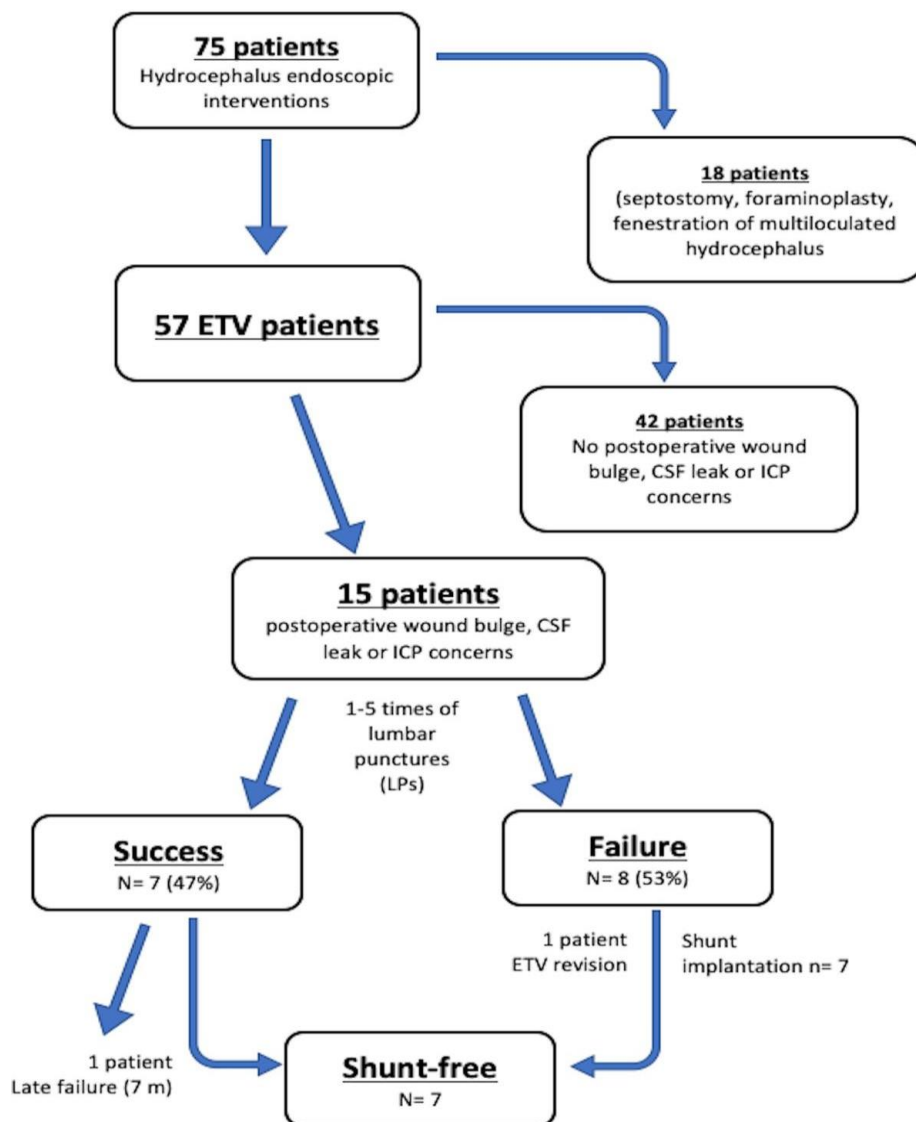 75 patients
Hydrocephalus endoscopic
interventions
18 patients
(septostomy, foraminoplasty,
fenestration of multiloculated
hydrocephalus
57 ETV patients
42 patients
No postoperative wound
bulge, CSF leak or ICP
concerns
15 patients
postoperative wound bulge, CSF
leak or ICP concerns
1-5 times of
lumbar
punctures
(LPs)
Success
N= 7 (47%)
Failure
N= 8 (53%)
1 patient
ETV revision
Shunt
implantation n= 7
1 patient
Late failure (7 m)
Shunt-free
N= 7